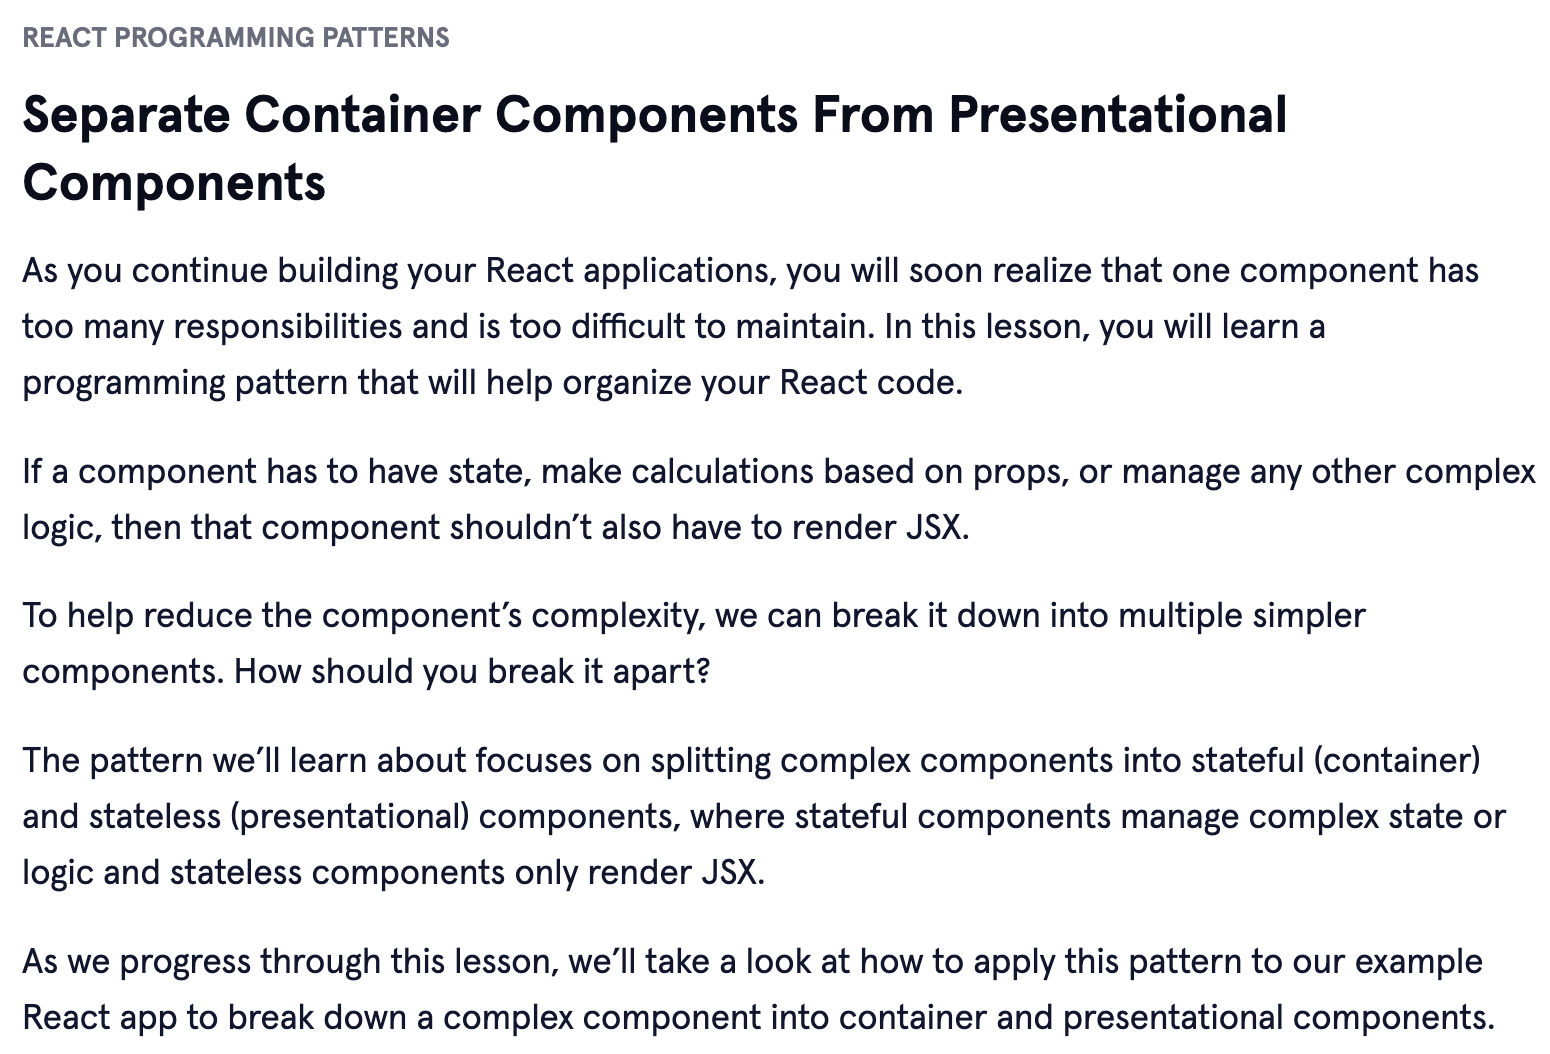 REACT PROGRAMMING PATTERNS
Separate Container Components From Presentational
Components
As you continue building your React applications, you will soon realize that one component has
too many responsibilities and is too difficult to maintain. In this lesson, you will learn a
programming pattern that will help organize your React code.
If a component has to have state, make calculations based on props, or manage any other complex
logic, then that component shouldn’t also have to render JSX.
To help reduce the component’s complexity, we can break it down into multiple simpler
components. How should you break it apart?
The pattern we’ll learn about focuses on splitting complex components into stateful (container)
and stateless (presentational) components, where stateful components manage complex state or
logic and stateless components only render JSX.
As we progress through this lesson, we’ll take a look at how to apply this pattern to our example
React app to break down a complex component into container and presentational components.